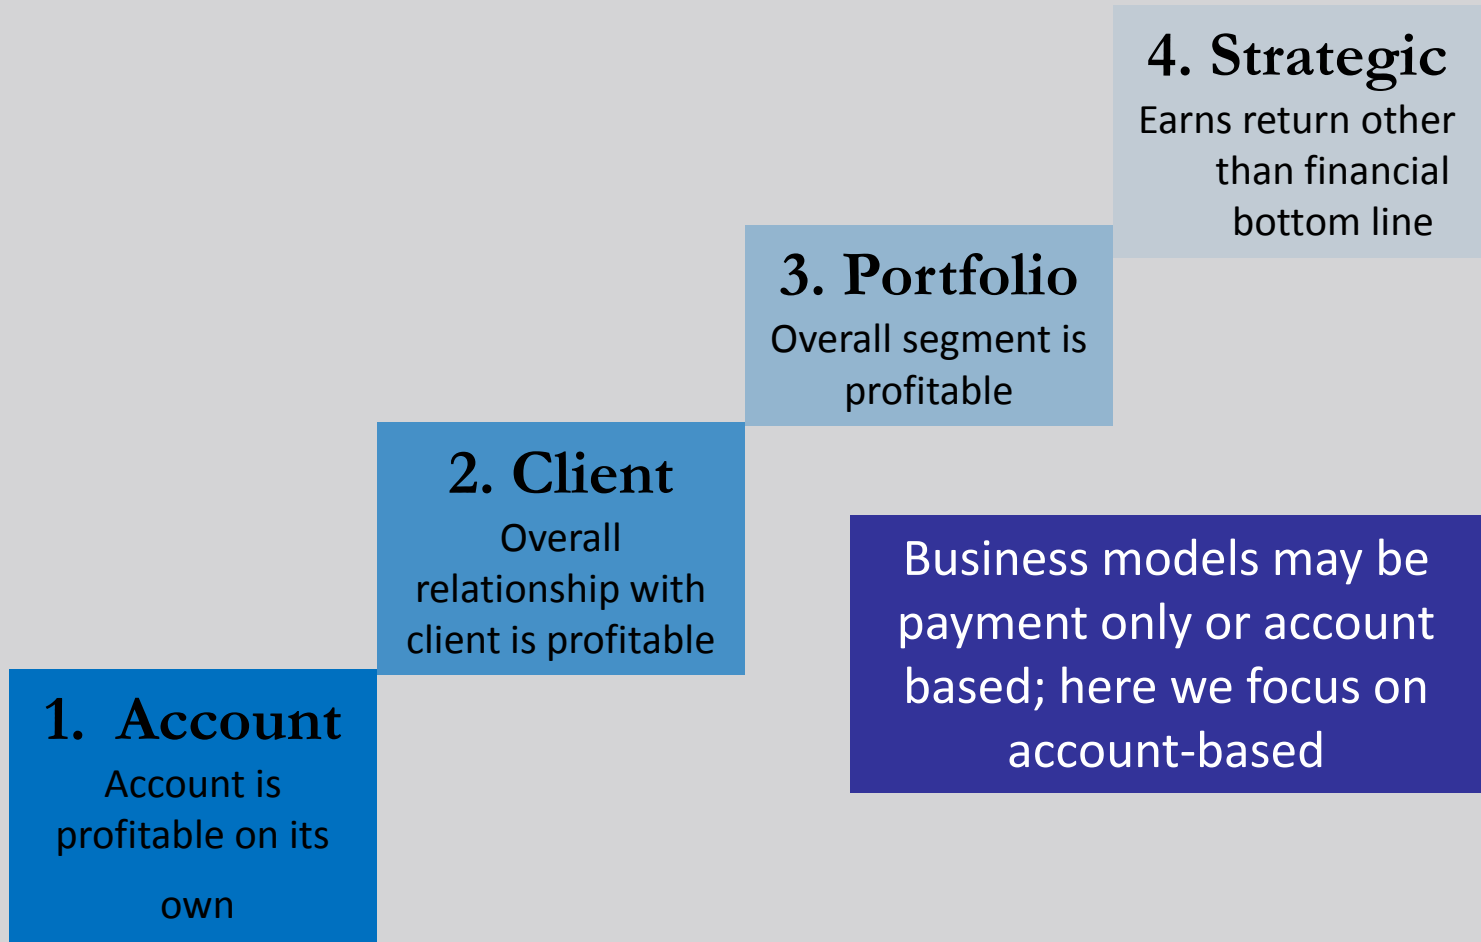 4. Strategic
Earns return other
than financial
bottom line
3. Portfolio
Overall segment is
profitable
2. Client
Overall
relationship with
client is profitable
Business models may be
payment only or account
based; here we focus on
account-based
1. Account
Account is
profitable on its
own